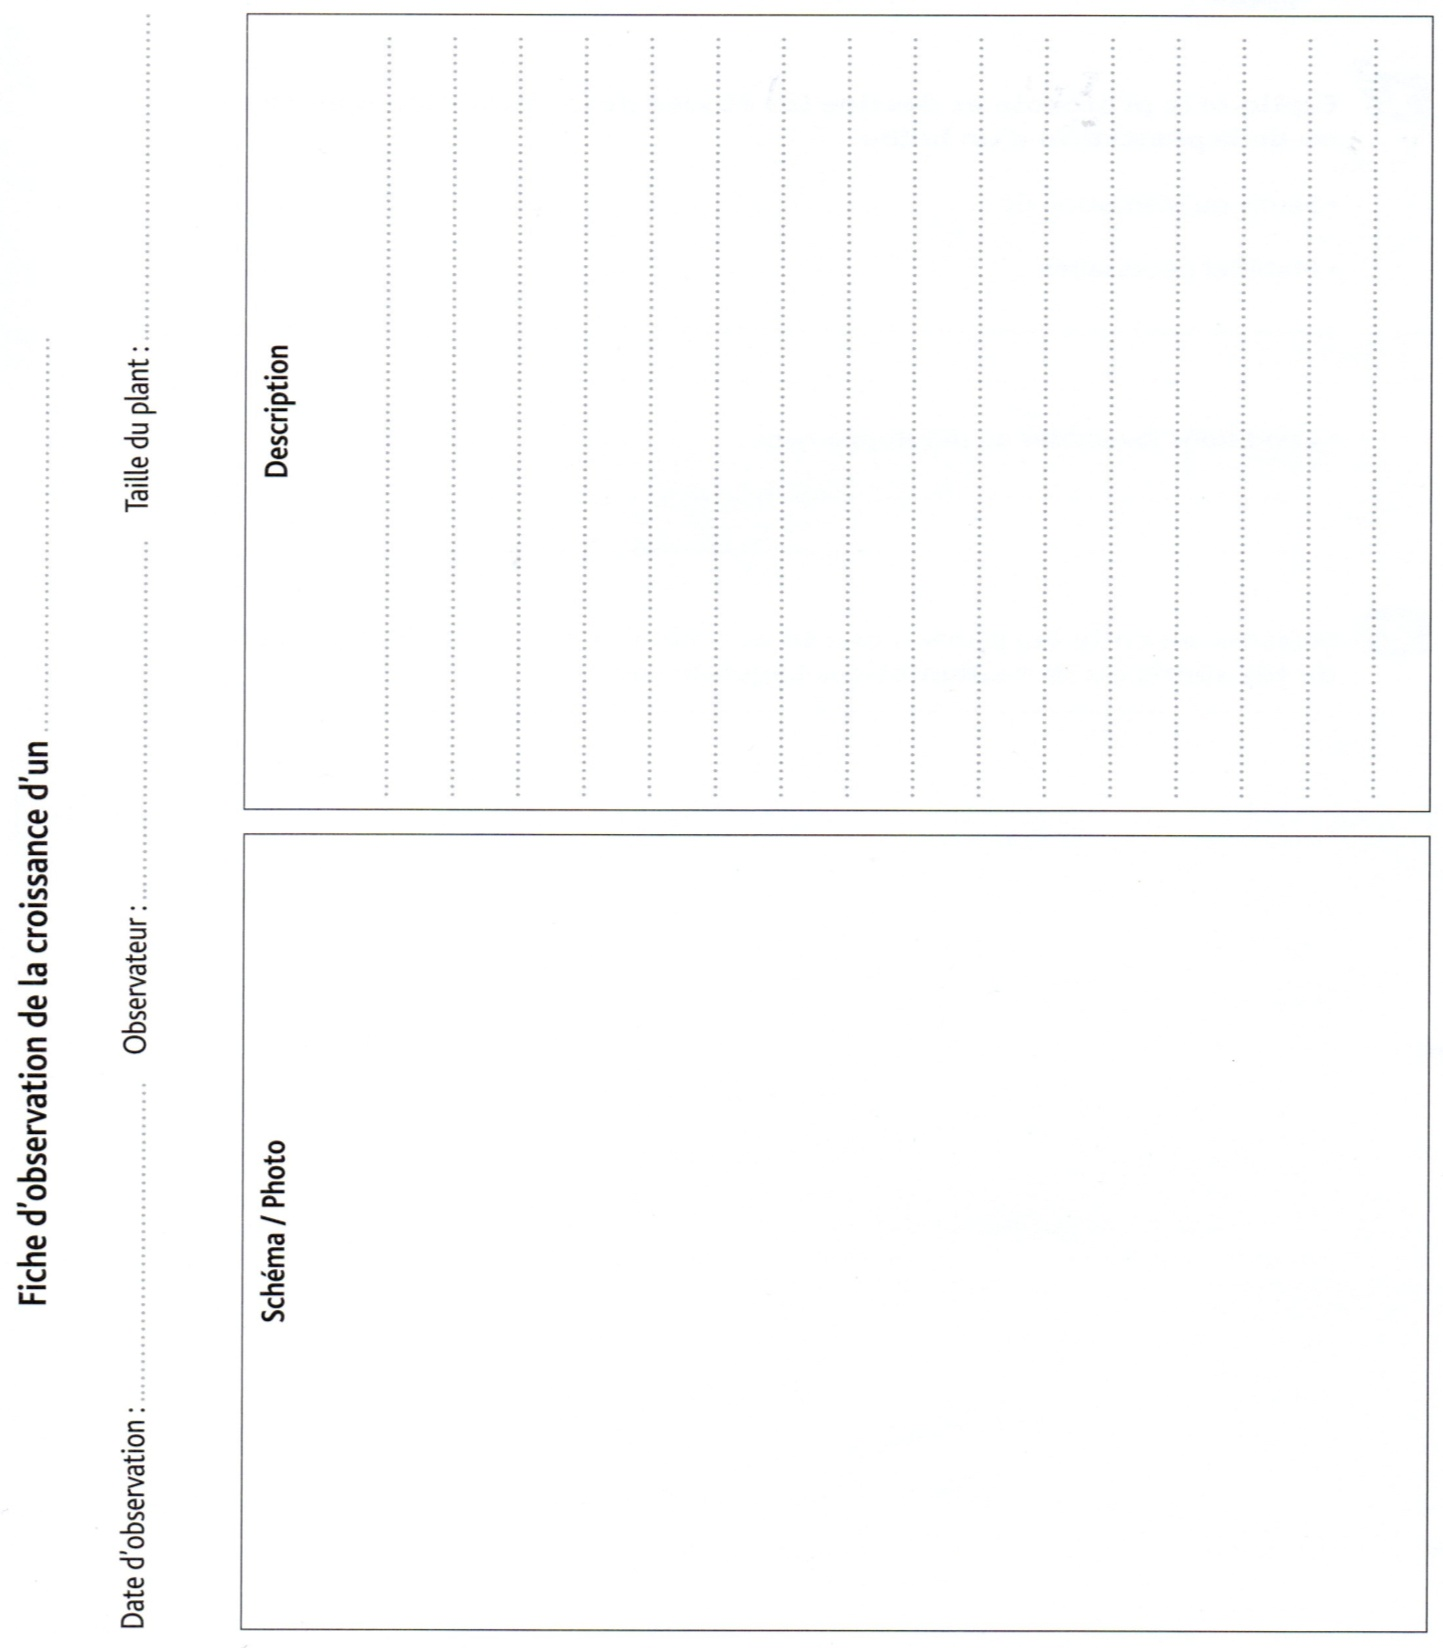 Fiche d'observation de la croissance d'un
Date d'observation : Observateur : Taille du plant :
Schéma / Photo
Description